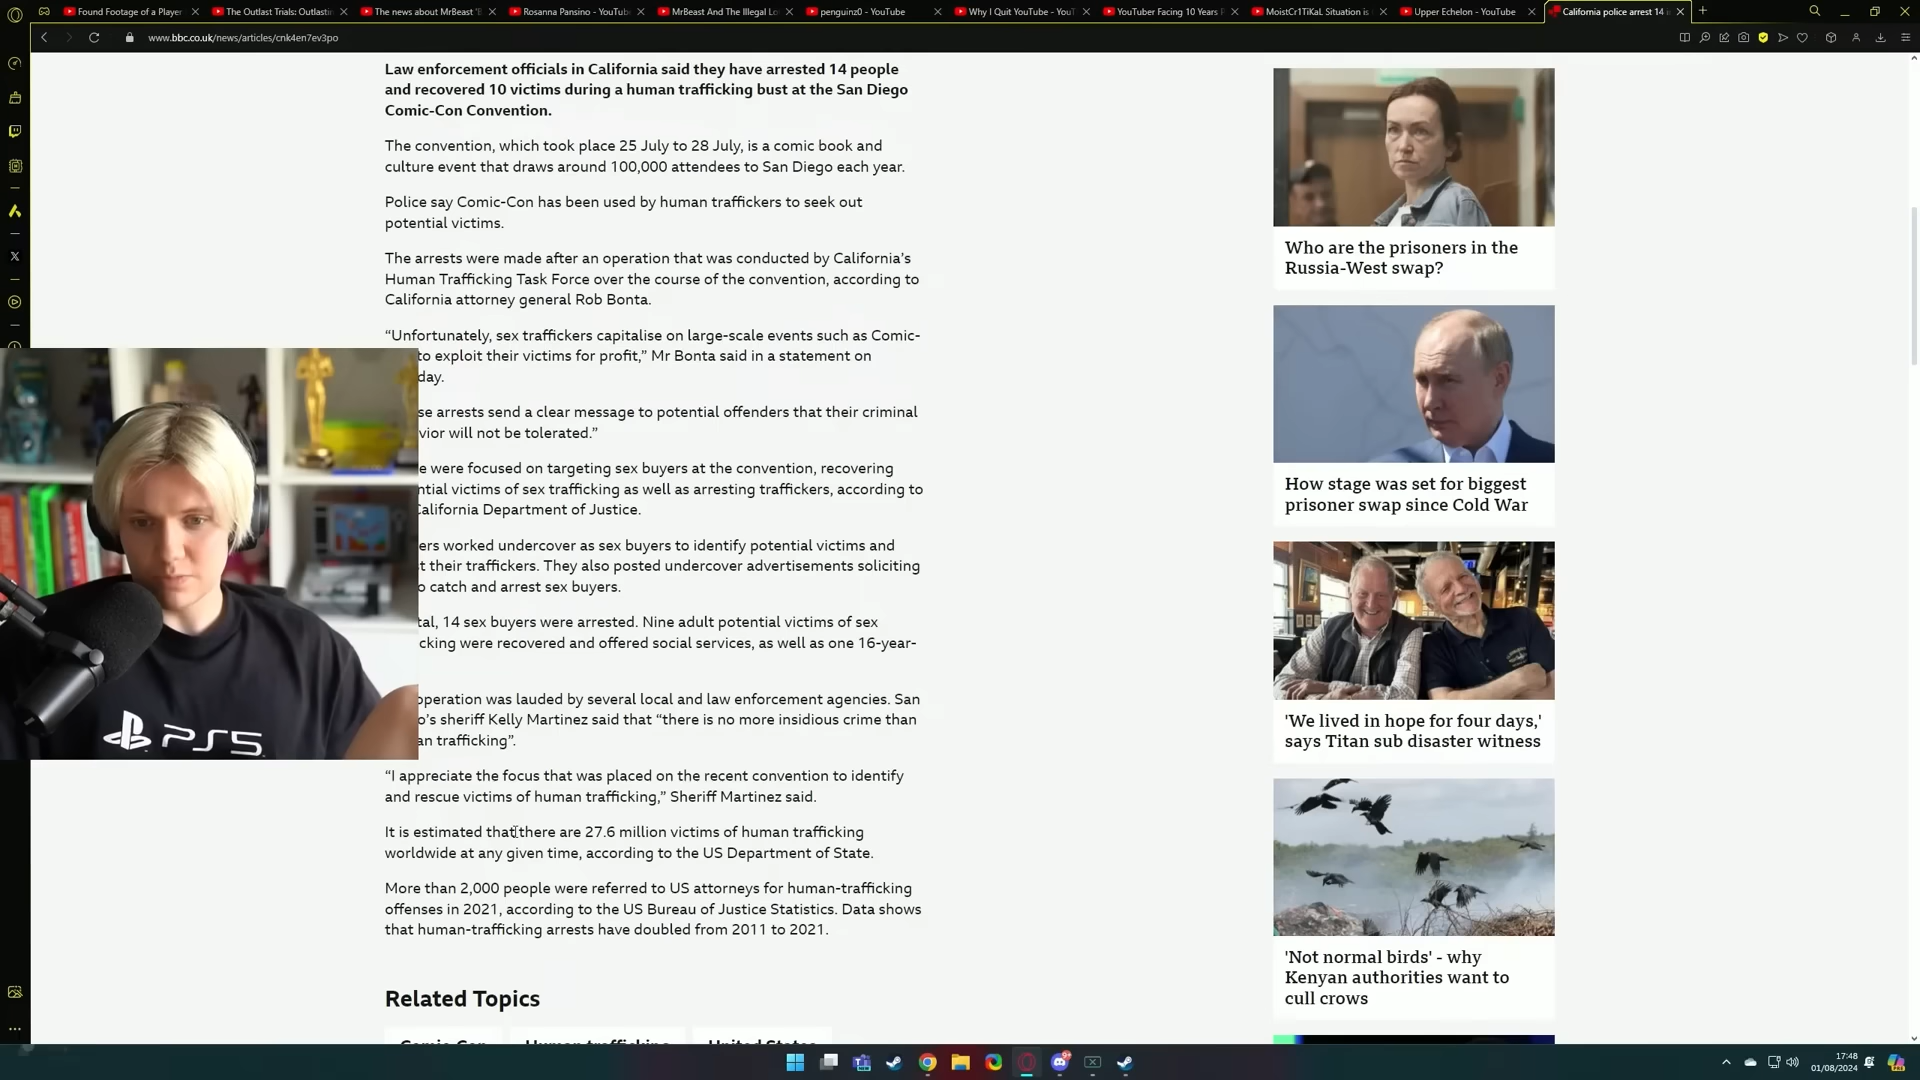 Found Footage of a Player
The Outlast Trials: Outlastin
The news about MrBeast '
Rosanna Pansino - YouTube
MrBeast And The Illegal Lo
penguinz0 - YouTube
Why I Quit YouTube - YouT
YouTuber Facing 10 Years P
MoistCr1TiKaL Situation is
Upper Echelon - YouTube
California police arrest 14 i
www.bbc.co.uk/news/articles/cnk4en7ev3po
Law enforcement officials in California said they have arrested 14 people
and recovered 10 victims during a human trafficking bust at the San Diego
Comic-Con Convention.
The convention, which took place 25 July to 28 July, is a comic book and
culture event that draws around 100,000 attendees to San Diego each year.
Police say Comic-Con has been used by human traffickers to seek out
potential victims.
The arrests were made after an operation that was conducted by California's
Human Trafficking Task Force over the course of the convention, according to
California attorney general Rob Bonta.
“Unfortunately, sex traffickers capitalise on large-scale events such as Comic-
to exploit their victims for profit,” Mr Bonta said in a statement on
day.
se arrests send a clear message to potential offenders that their criminal
vior will not be tolerated.”
e were focused on targeting sex buyers at the convention, recovering
ntial victims of sex trafficking as well as arresting traffickers, according to
California Department of Justice.
ers worked undercover as sex buyers to identify potential victims and
t their traffickers. They also posted undercover advertisements soliciting
o catch and arrest sex buyers.
tal, 14 sex buyers were arrested. Nine adult potential victims of sex
cking were recovered and offered social services, as well as one 16-year-
operation was lauded by several local and law enforcement agencies. San
o's sheriff Kelly Martinez said that “there is no more insidious crime than
an trafficking”.
“I appreciate the focus that was placed on the recent convention to identify
and rescue victims of human trafficking,” Sheriff Martinez said.
It is estimated that there are 27.6 million victims of human trafficking
worldwide at any given time, according to the US Department of State.
More than 2,000 people were referred to US attorneys for human-trafficking
offenses in 2021, according to the US Bureau of Justice Statistics. Data shows
that human-trafficking arrests have doubled from 2011 to 2021.
Related Topics
Comic-Con
Human trafficking
United States
Who are the prisoners in the
Russia-West swap?
How stage was set for biggest
prisoner swap since Cold War
'We lived in hope for four days,'
says Titan sub disaster witness
'Not normal birds' - why
Kenyan authorities want to
cull crows
PS5
17:48
01/08/2024